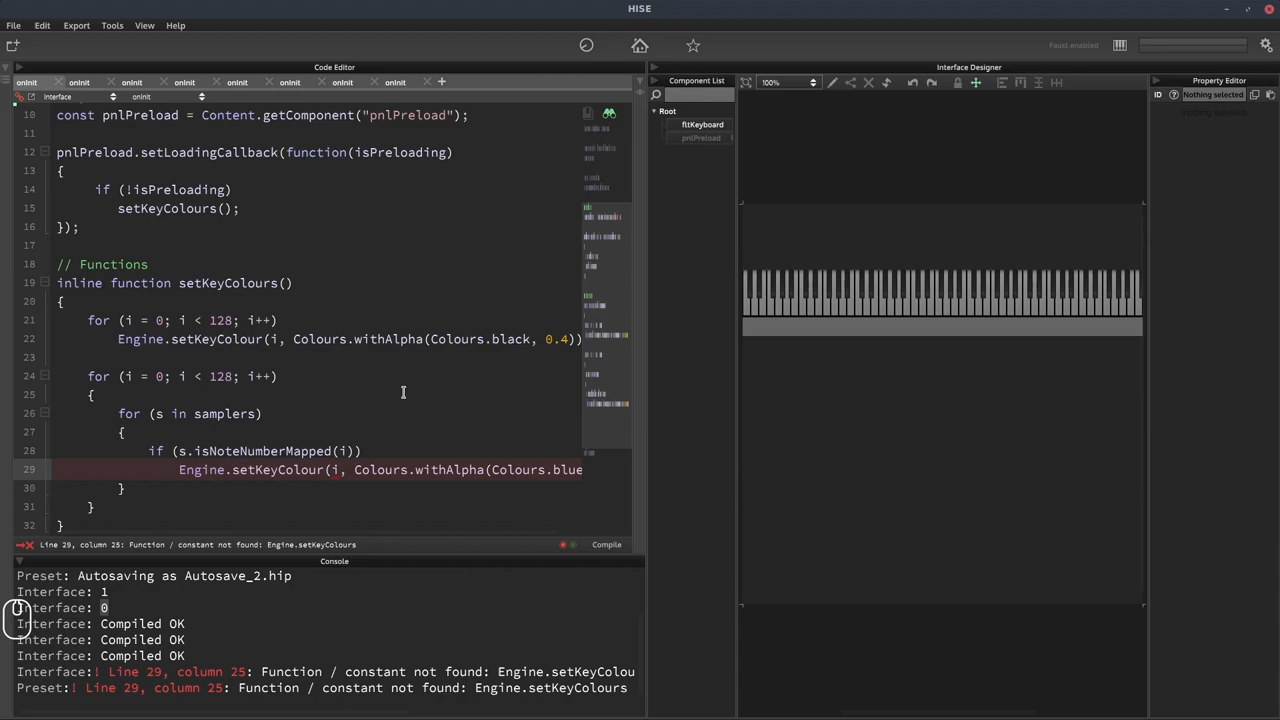 HISE
File Edit Export Tools View Help
Faust enabled
Code Editor
Interface Designer
onInit onInit onInit onInit onInit onInit onInit onInit
Component List
100%
Property Editor
Interface onInit
ID Nothing selected
(nothing selected)
Root
fltKeyboard
pnlPreload
10 const pnlPreload = Content.getComponent("pnlPreload");
11
12 pnlPreload.setLoadingCallback(function(isPreloading)
13 {
14 if (!isPreloading)
15 setKeyColours();
16 });
17
18 // Functions
19 inline function setKeyColours()
20 {
21 for (i = 0; i < 128; i++)
22 Engine.setKeyColour(i, Colours.withAlpha(Colours.black, 0.4))
23
24 for (i = 0; i < 128; i++)
25 {
26 for (s in samplers)
27 {
28 if (s.isNoteNumberMapped(i))
29 Engine.setKeyColour(i, Colours.withAlpha(Colours.blue
30 }
31 }
32 }
Line 29, column 25: Function / constant not found: Engine.setKeyColours
Compile
Console
Preset: Autosaving as Autosave_2.hip
Interface: 1
Interface: 0
Interface: Compiled OK
Interface: Compiled OK
Interface: Compiled OK
Interface:! Line 29, column 25: Function / constant not found: Engine.setKeyColou
Preset:! Line 29, column 25: Function / constant not found: Engine.setKeyColours